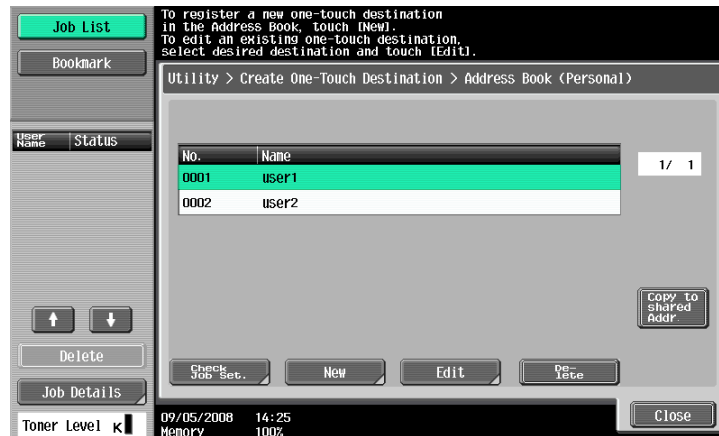 To register a new one-touch destination
in the Address Book, touch [New].
To edit an existing one-touch destination,
select desired destination and touch [Edit].
Job List
Bookmark
Utility > Create One-Touch Destination > Address Book (Personal)
User Name Status
No. Name
1/ 1
0001 user1
0002 user2
Copy to
shared
Addr.
Delete
Check
Job Set.
New
Edit
De-
lete
Job Details
Toner Level K
09/05/2008 14:25
Memory 100%
Close